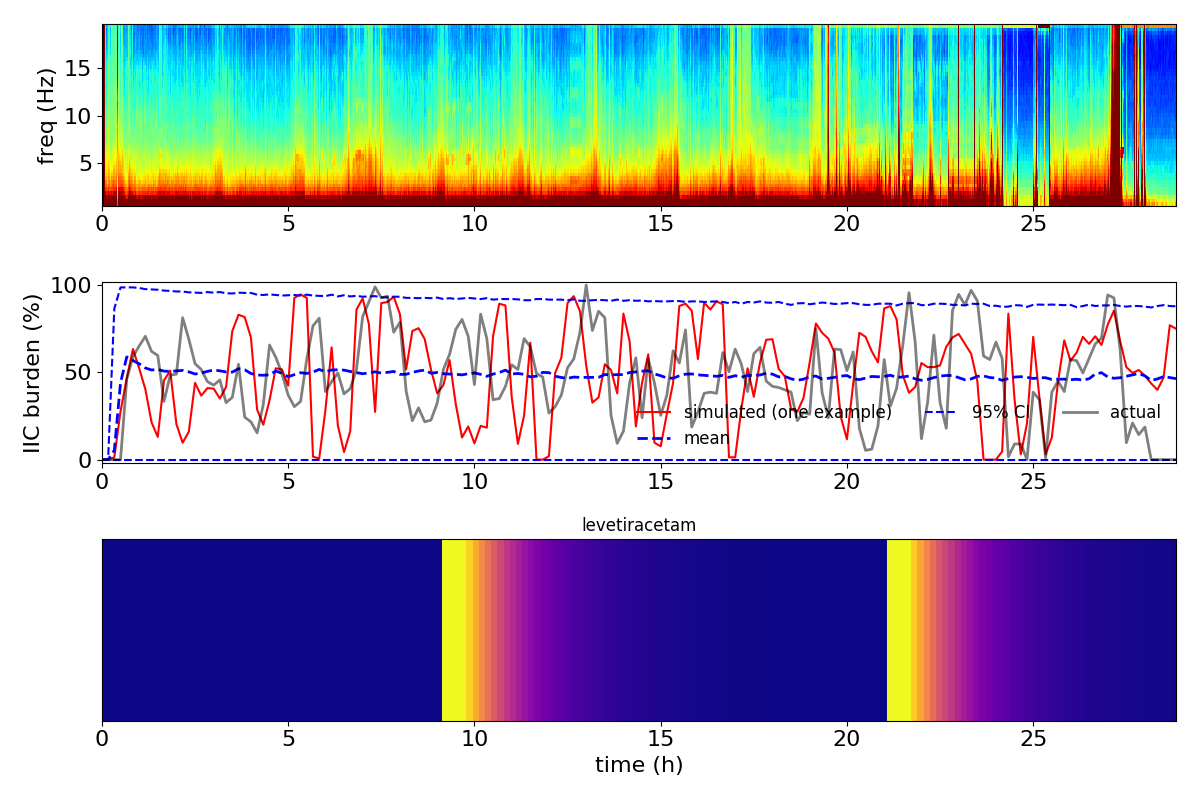 freq (Hz)
15
10
5
0 5 10 15 20 25
IIC burden (%)
100
50
0
simulated (one example) 95% CI actual
mean
0 5 10 15 20 25
levetiracetam
0 5 10 15 20 25
time (h)